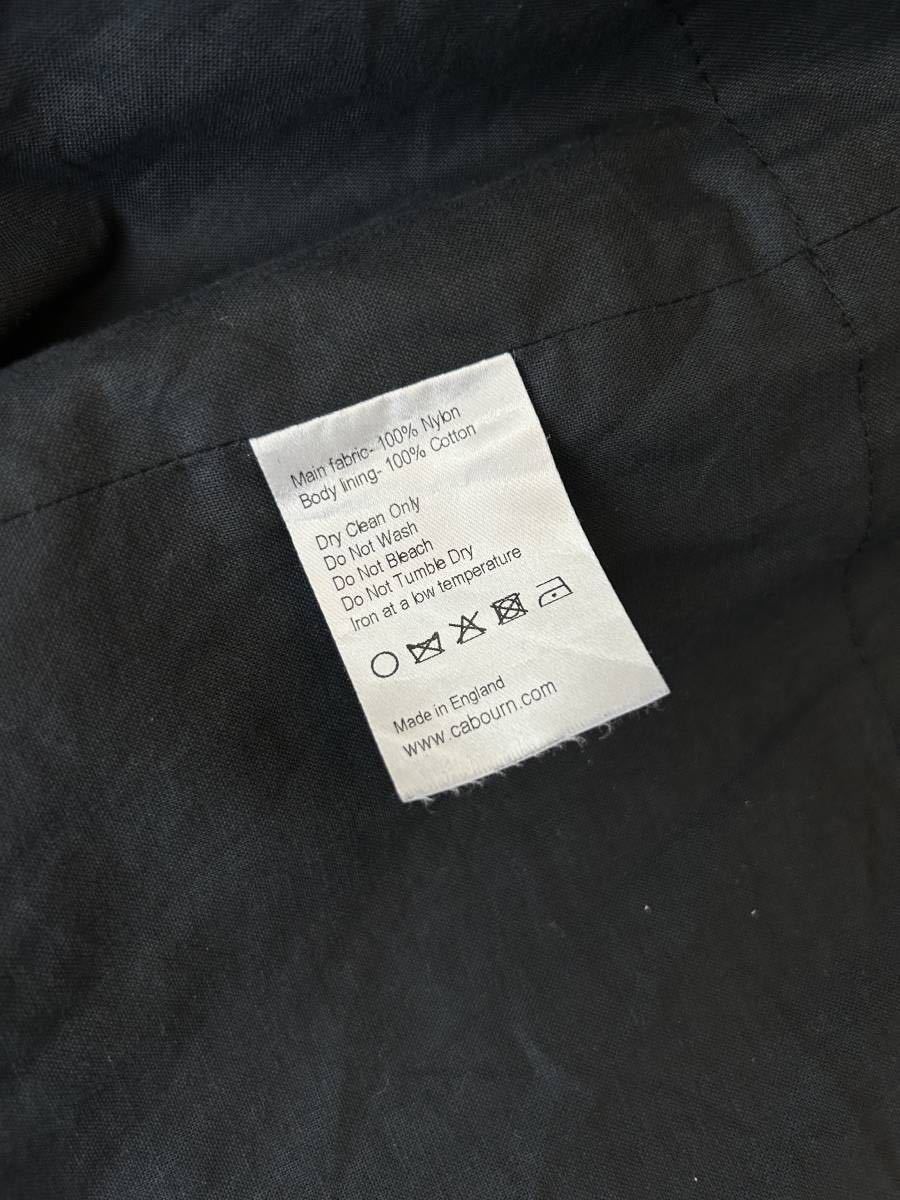 Main fabric- 100% Nylon
Body lining- 100% Cotton
Dry Clean Only
Do Not Wash
Do Not Bleach
Do Not Tumble Dry
Iron at a low temperature
Made in England
www.cabourn.com